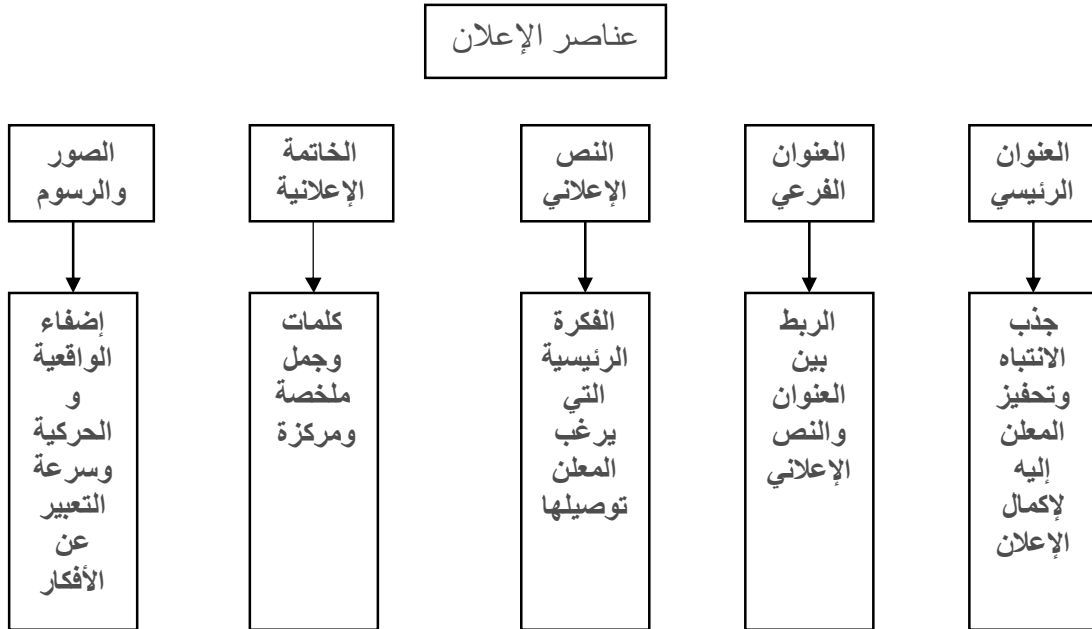 عناصر الإعلان
العنوان
الرئيسي
العنوان
الفرعي
النص
الإعلاني
الخاتمة
الإعلانية
الصور
والرسوم
جذب
الانتباه
وتحفيز
المعلن
إليه
لإكمال
الإعلان
الربط
بين
العنوان
والنص
الإعلاني
الفكرة
الرئيسية
التي
يرغب
المعلن
توصيلها
كلمات
وجمل
ملخصة
ومركزة
إضفاء
الواقعية
و
الحركية
وسرعة
التعبير
عن
الأفكار